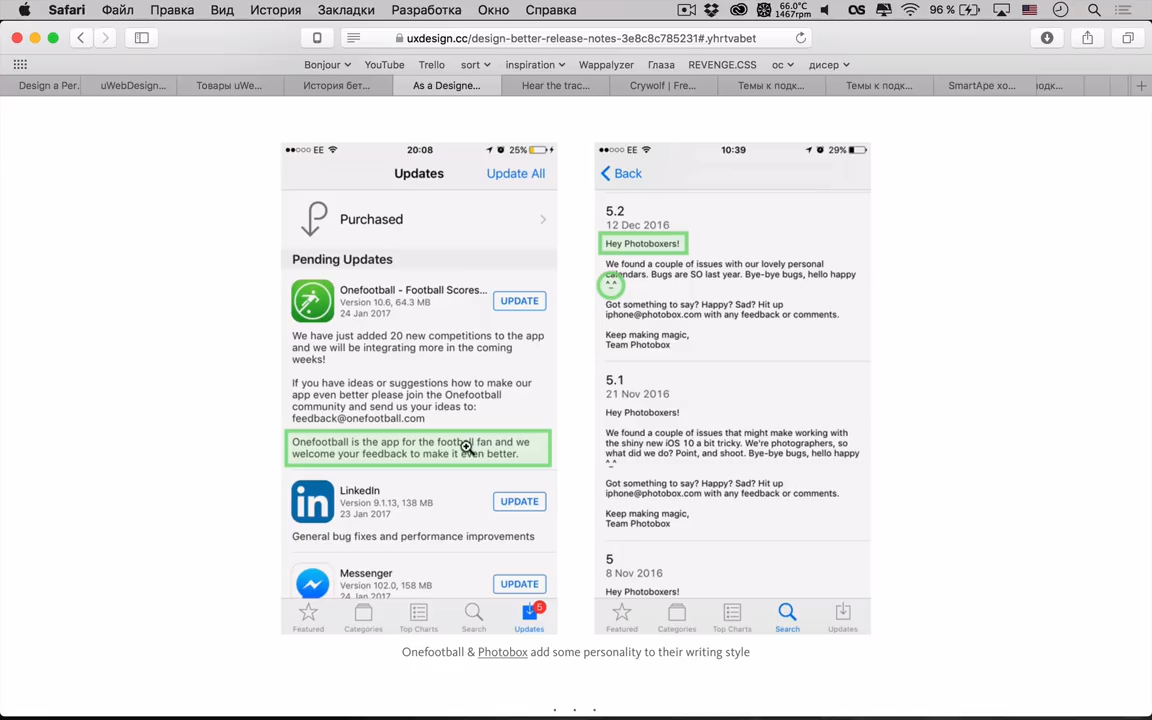 Safari Файл Правка Вид История Закладки Разработка Окно Справка 66.0°C 1467rpm 96 %
uxdesign.cc/design-better-release-notes-3e8c8c785231#.yhrtvabet
Bonjour YouTube Trello sort inspiration Wappalyzer Глаза REVENGE.CSS ос дисер
Design a Per. uWebDesign... Товары uWe... История бет... As a Designe... Hear the trac... Crywolf | Fre... Темы к подк... Темы к подк... SmartApe хо... подк...
EE 20:08 25%
Updates Update All
Purchased
Pending Updates
Onefootball - Football Scores...
Version 10.6, 64.3 MB
24 Jan 2017
UPDATE
We have just added 20 new competitions to the app
and we will be integrating more in the coming
weeks!
If you have ideas or suggestions how to make our
app even better please join the Onefootball
community and send us your ideas to:
feedback@onefootball.com
Onefootball is the app for the football fan and we
welcome your feedback to make it even better.
LinkedIn
Version 9.1.13, 138 MB
23 Jan 2017
UPDATE
in
General bug fixes and performance improvements
Messenger
Version 102.0, 158 MB
24 Jan 2017
UPDATE
5
Featured Categories Top Charts Search Updates
EE 10:39 29%
Back
5.2
12 Dec 2016
Hey Photoboxers!
We found a couple of issues with our lovely personal
calendars. Bugs are SO last year. Bye-bye bugs, hello happy
^_^
Got something to say? Happy? Sad? Hit up
iphone@photobox.com with any feedback or comments.
Keep making magic,
Team Photobox
5.1
21 Nov 2016
Hey Photoboxers!
We found a couple of issues that might make working with
the shiny new iOS 10 a bit tricky. We're photographers, so
what did we do? Point, and shoot. Bye-bye bugs, hello happy
^_^
Got something to say? Happy? Sad? Hit up
iphone@photobox.com with any feedback or comments.
Keep making magic,
Team Photobox
5
8 Nov 2016
Hey Photoboxers!
Featured Categories Top Charts Search Updates
Onefootball & Photobox add some personality to their writing style
. . .